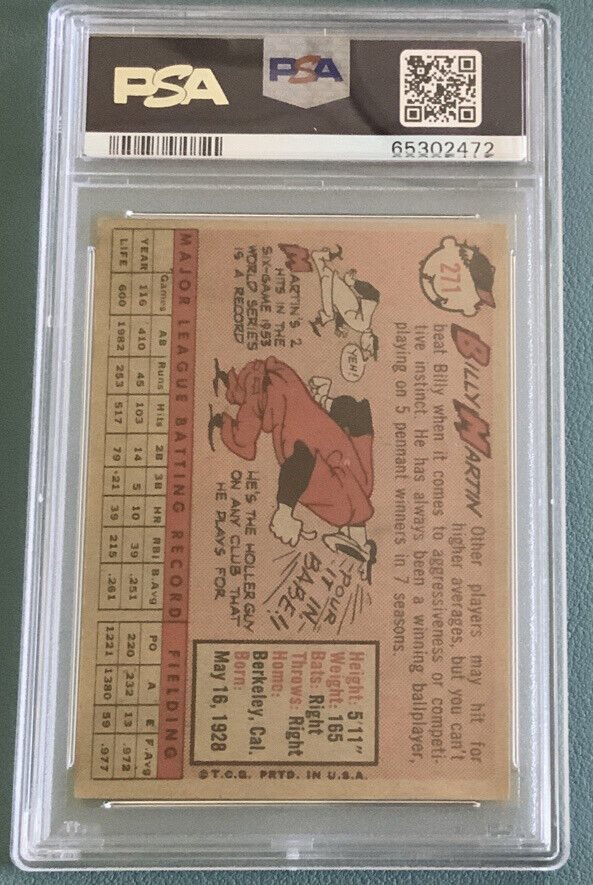 PSA
PSA
65302472
271
BILLY MARTIN Other players may hit for
higher averages, but you can't
beat Billy when it comes to aggressiveness or competi-
tive instinct. He has always been a winning ballplayer,
playing on 5 pennant winners in 7 seasons.
MARTIN'S 12
HITS IN THE
SIX-GAME 1953
WORLD SERIES
IS A RECORD
YEH!
HE'S THE HOLLER GUY
ON ANY CLUB THAT
HE PLAYS FOR
POUR
IT IN,
BABE!!
Height: 5'11"
Weight: 165
Bats: Right
Throws: Right
Home:
Berkeley, Cal.
Born:
May 16, 1928
MAJOR LEAGUE BATTING RECORD FIELDING
Games AB Runs Hits 2B 3B HR RBI B.Avg PO A E F.Avg
YEAR 116 410 45 103 14 5 10 39 .251 220 232 13 .972
LIFE 600 1982 253 517 79 21 39 215 .261 1221 1380 59 .977
©T.C.G. PRTD. IN U.S.A.